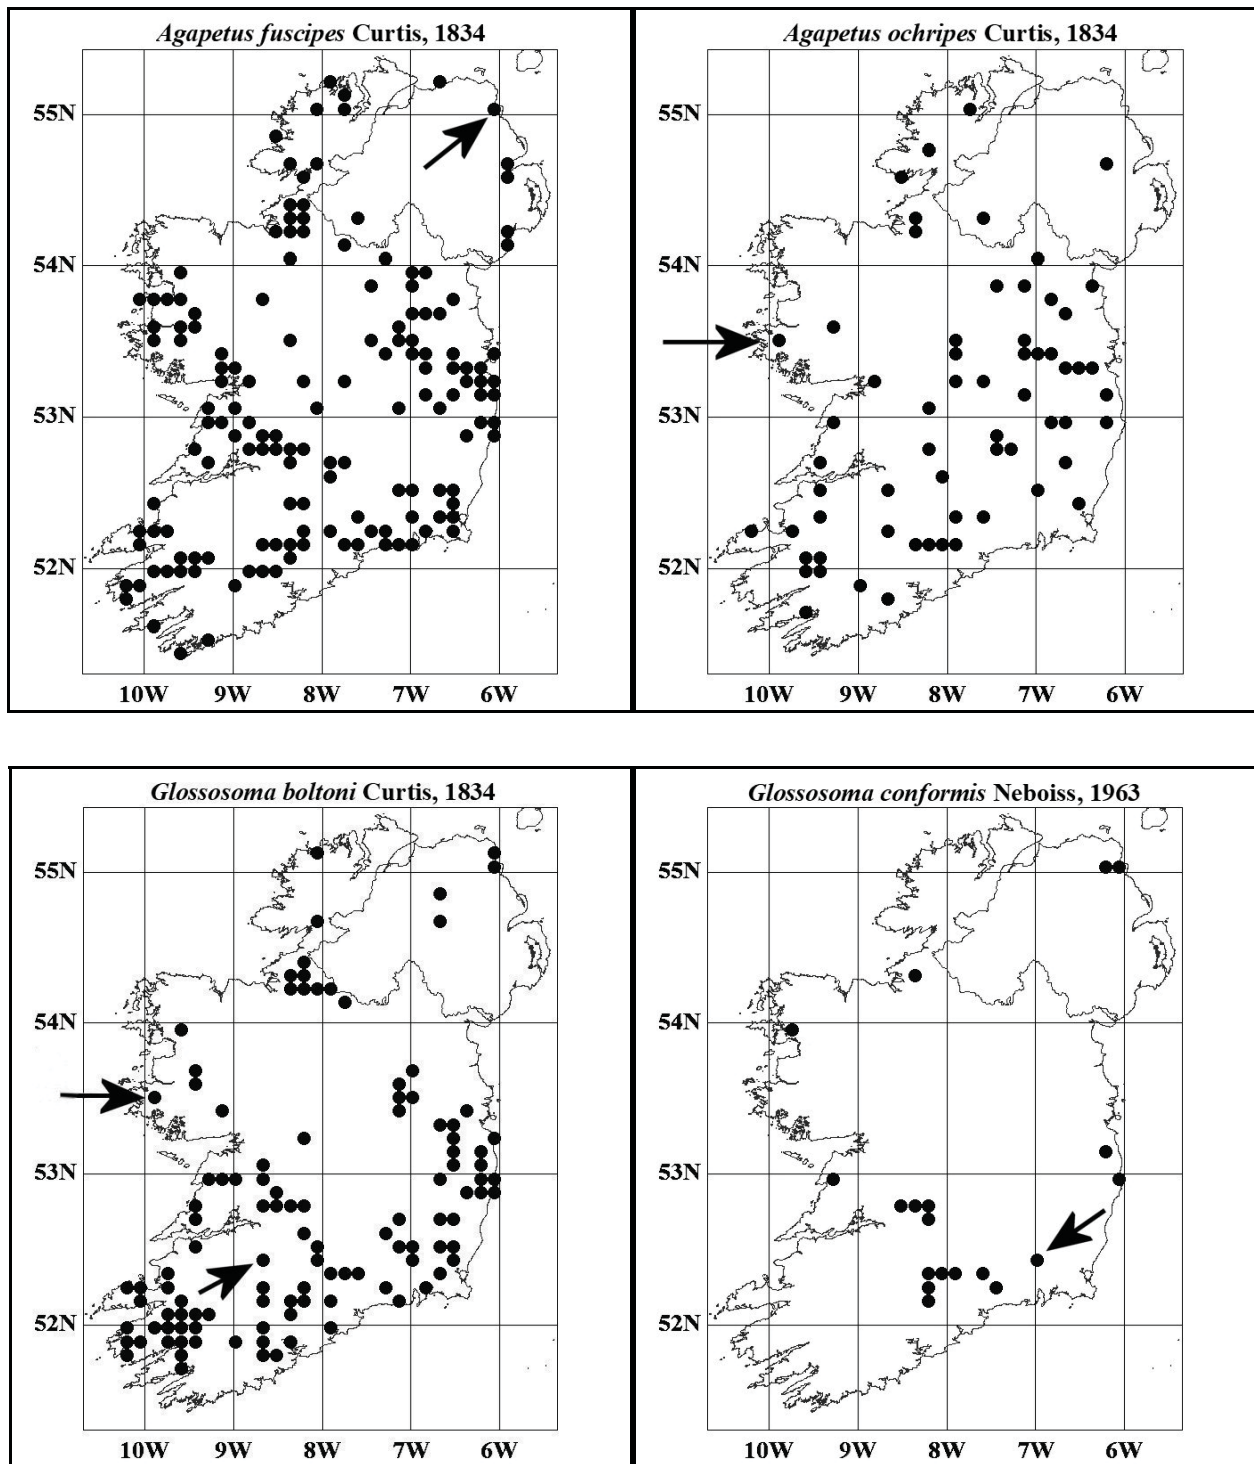 Agapetus fuscipes Curtis, 1834
55N
54N
53N
52N
10W 9W 8W 7W 6W
Agapetus ochripes Curtis, 1834
55N
54N
53N
52N
10W 9W 8W 7W 6W
Glossosoma boltoni Curtis, 1834
55N
54N
53N
52N
10W 9W 8W 7W 6W
Glossosoma conformis Neboiss, 1963
55N
54N
53N
52N
10W 9W 8W 7W 6W